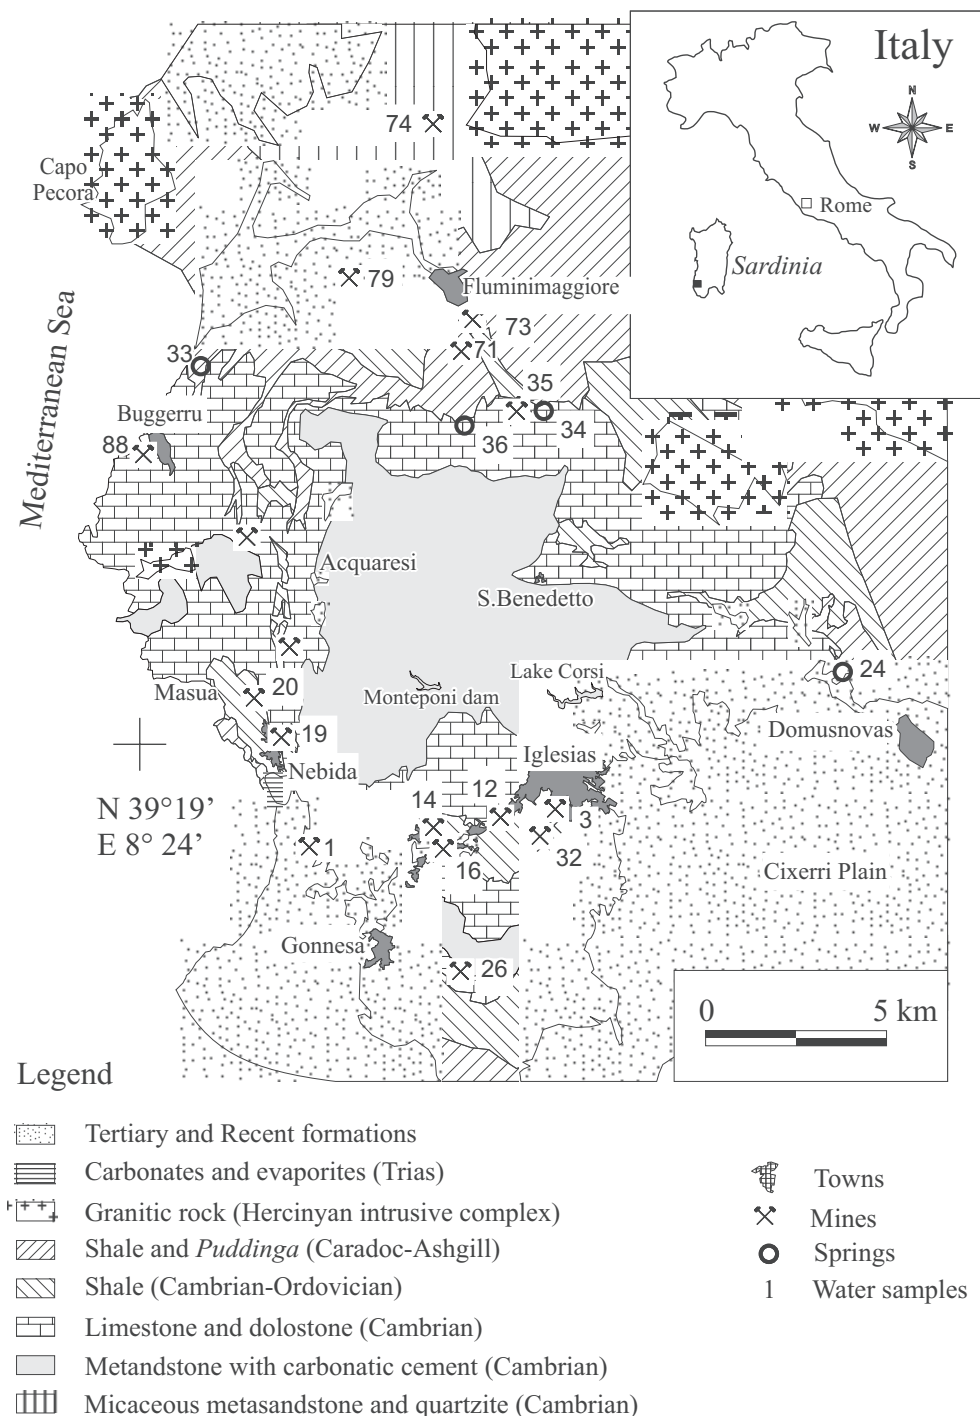 Italy
N
W
E
S
Rome
Sardinia
74
Capo
Pecora
79
Fluminimaggiore
73
71
Mediterranean Sea
33
35
Buggerru
36
34
88
Acquaresi
S.Benedetto
Masua
20
Monteponi dam
Lake Corsi
24
Domusnovas
19
Nebida
Iglesias
N 39°19’
E 8° 24’
14
12
3
1
16
32
Cixerri Plain
Gonnesa
26
0
5 km
Legend
Tertiary and Recent formations
Carbonates and evaporites (Trias)
Granitic rock (Hercinyan intrusive complex)
Shale and Puddinga (Caradoc-Ashgill)
Shale (Cambrian-Ordovician)
Limestone and dolostone (Cambrian)
Metandstone with carbonatic cement (Cambrian)
Micaceous metasandstone and quartzite (Cambrian)
Towns
Mines
Springs
1 Water samples